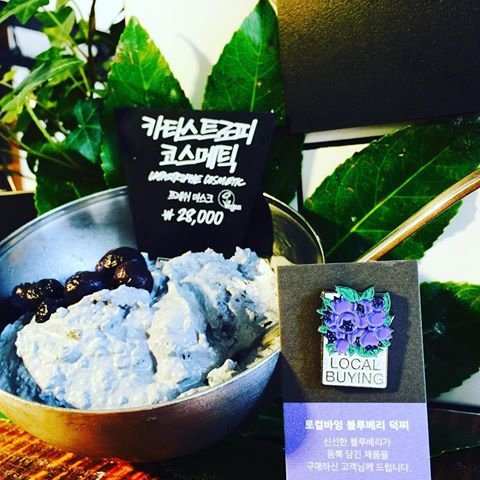 카타스트로피
코스메틱
CATASTROPHE COSMETIC
프레쉬 마스크
₩ 28,000
LOCAL
BUYING
로컬바잉 블루베리 덕찌
신선한 블루베리가
듬뿍 담긴 제품을
구매하신 고객님께 드립니다.